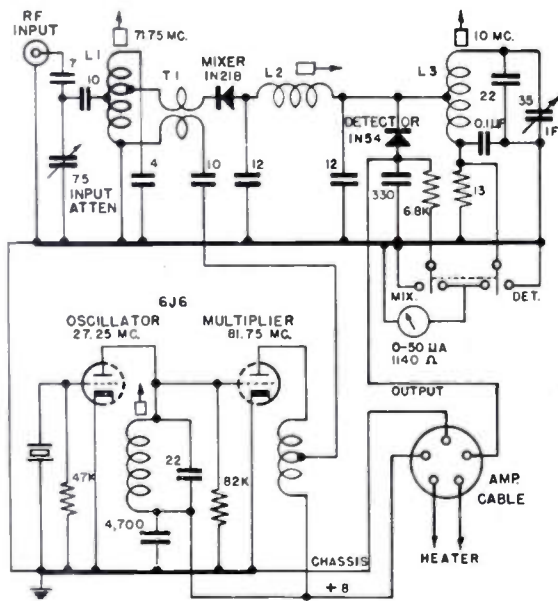 RF
INPUT
7
10
L1
71.75 MC.
T1
MIXER
1N218
L2
L3
10 MC.
22
35
1F
0.1µF
DETECTOR
1N54
75
INPUT
ATTEN
4
10
12
12
330
6.8K
13
MIX.
DET.
0-50 µA
1140 Ω
6J6
OSCILLATOR
27.25 MC.
MULTIPLIER
81.75 MC.
OUTPUT
47K
22
82K
4,700
AMP.
CABLE
CHASSIS
HEATER
+8